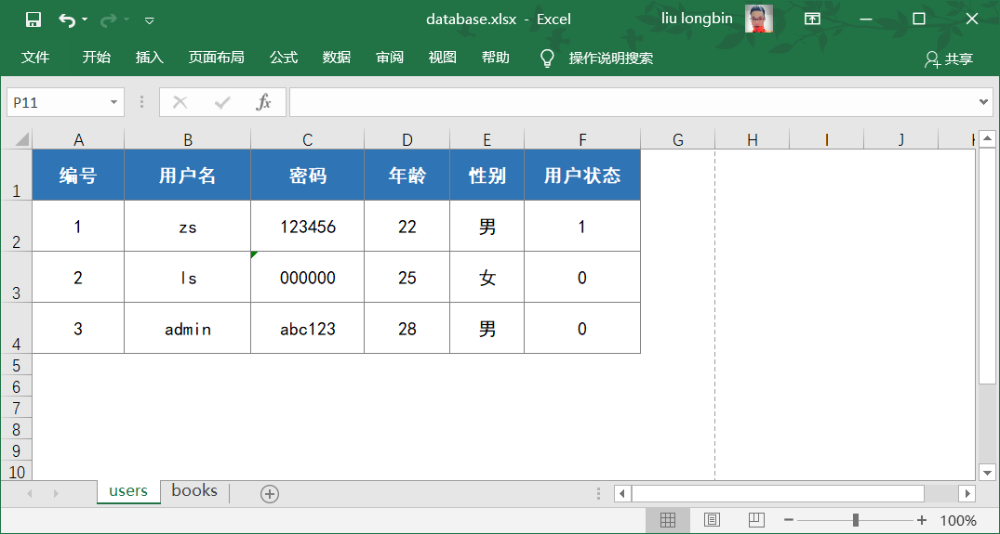 database.xlsx - Excel
liu longbin
文件 开始 插入 页面布局 公式 数据 审阅 视图 帮助 操作说明搜索 共享
P11 fx
A B C D E F G H I J
1 编号 用户名 密码 年龄 性别 用户状态
2 1 zs 123456 22 男 1
3 2 ls 000000 25 女 0
4 3 admin abc123 28 男 0
5
6
7
8
9
10
users books
100%